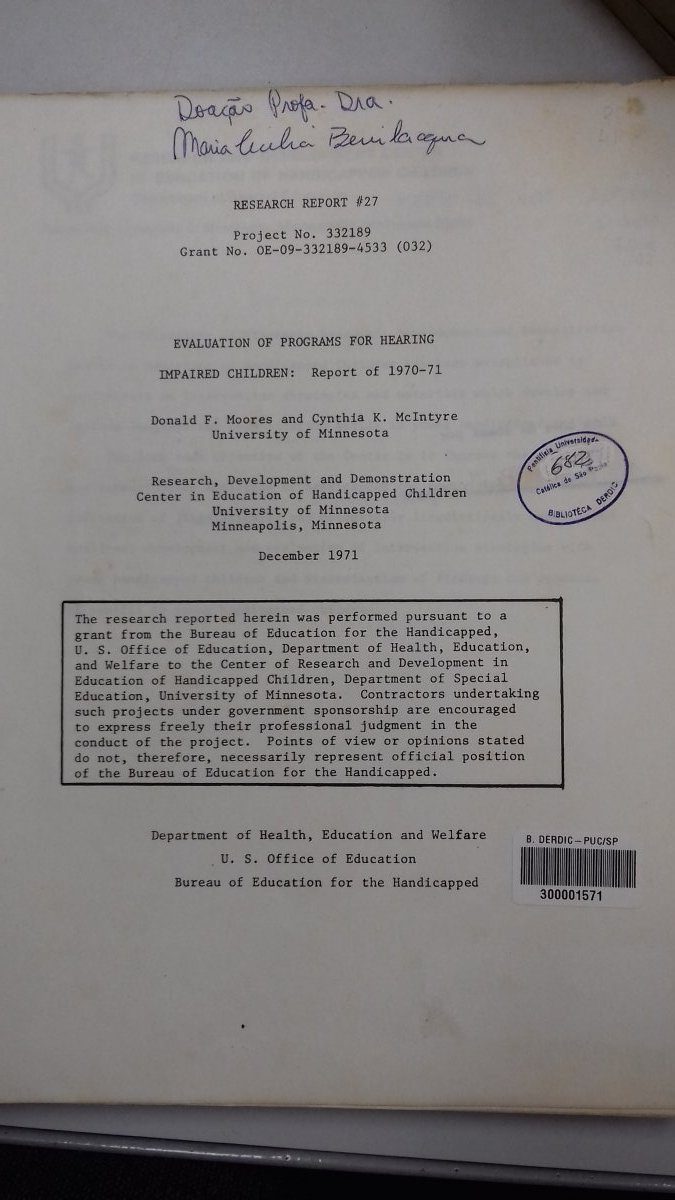 Doação Profa. Dra.
Maria Cecilia Bevilacqua
RESEARCH REPORT #27
Project No. 332189
Grant No. OE-09-332189-4533 (032)
EVALUATION OF PROGRAMS FOR HEARING
IMPAIRED CHILDREN: Report of 1970-71
Donald F. Moores and Cynthia K. McIntyre
University of Minnesota
Pontifícia Universidade
682
Católica de São Paulo
BIBLIOTECA DERDIC
Research, Development and Demonstration
Center in Education of Handicapped Children
University of Minnesota
Minneapolis, Minnesota
December 1971
The research reported herein was performed pursuant to a
grant from the Bureau of Education for the Handicapped,
U. S. Office of Education, Department of Health, Education,
and Welfare to the Center of Research and Development in
Education of Handicapped Children, Department of Special
Education, University of Minnesota. Contractors undertaking
such projects under government sponsorship are encouraged
to express freely their professional judgment in the
conduct of the project. Points of view or opinions stated
do not, therefore, necessarily represent official position
of the Bureau of Education for the Handicapped.
Department of Health, Education and Welfare
U. S. Office of Education
Bureau of Education for the Handicapped
B. DERDIC-PUC/SP
300001571